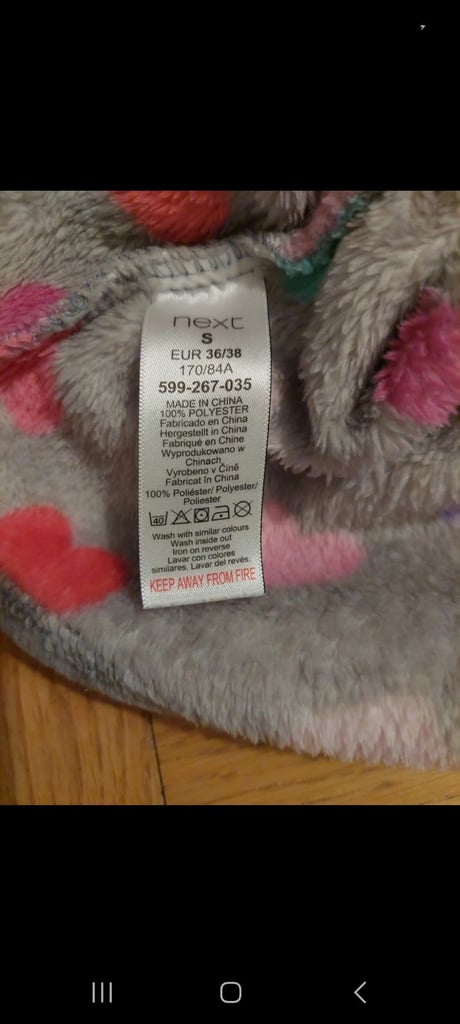 next
S
EUR 36/38
170/84A
599-267-035
MADE IN CHINA
100% POLYESTER
Fabricado en China
Hergestellt in China
Fabriqué en Chine
Wyprodukowano w
Chinach
Vyrobeno v Číně
Fabricat în China
100% Poliéster/ Polyester/
Poliester
40
Wash with similar colours
Wash inside out
Iron on reverse
Lavar con colores
similares. Lavar del revés.
KEEP AWAY FROM FIRE